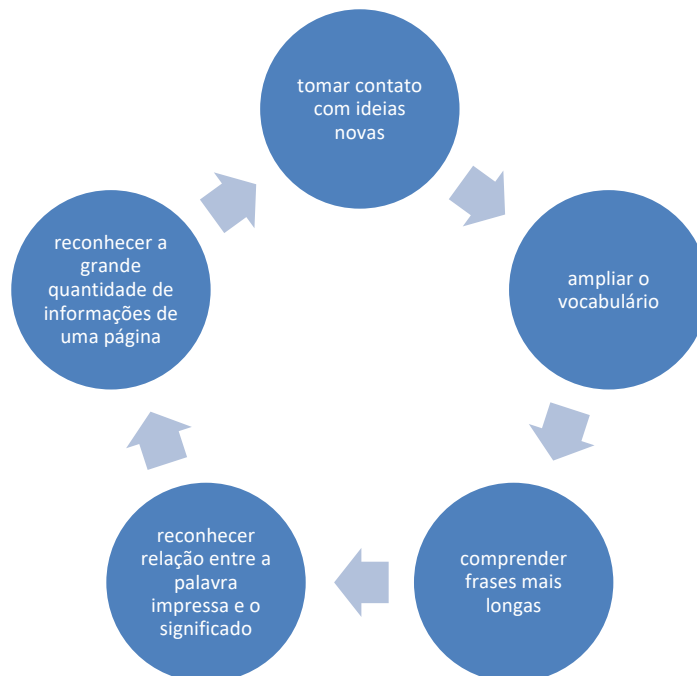 tomar contato
com ideias
novas
ampliar o
vocabulário
comprender
frases mais
longas
reconhecer
relação entre a
palavra
impressa e o
significado
reconhecer a
grande
quantidade de
informações de
uma página